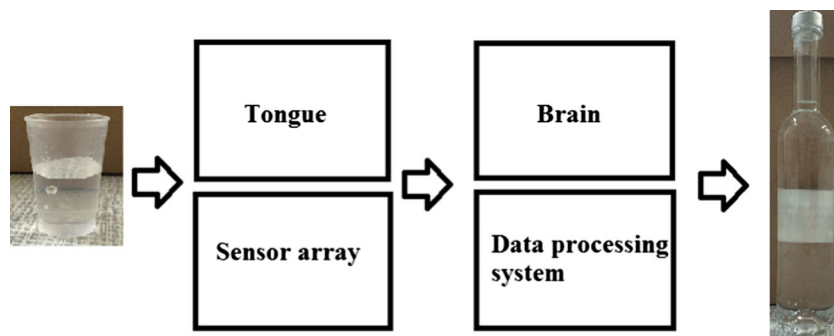 Tongue
Brain
Sensor array
Data processing
system